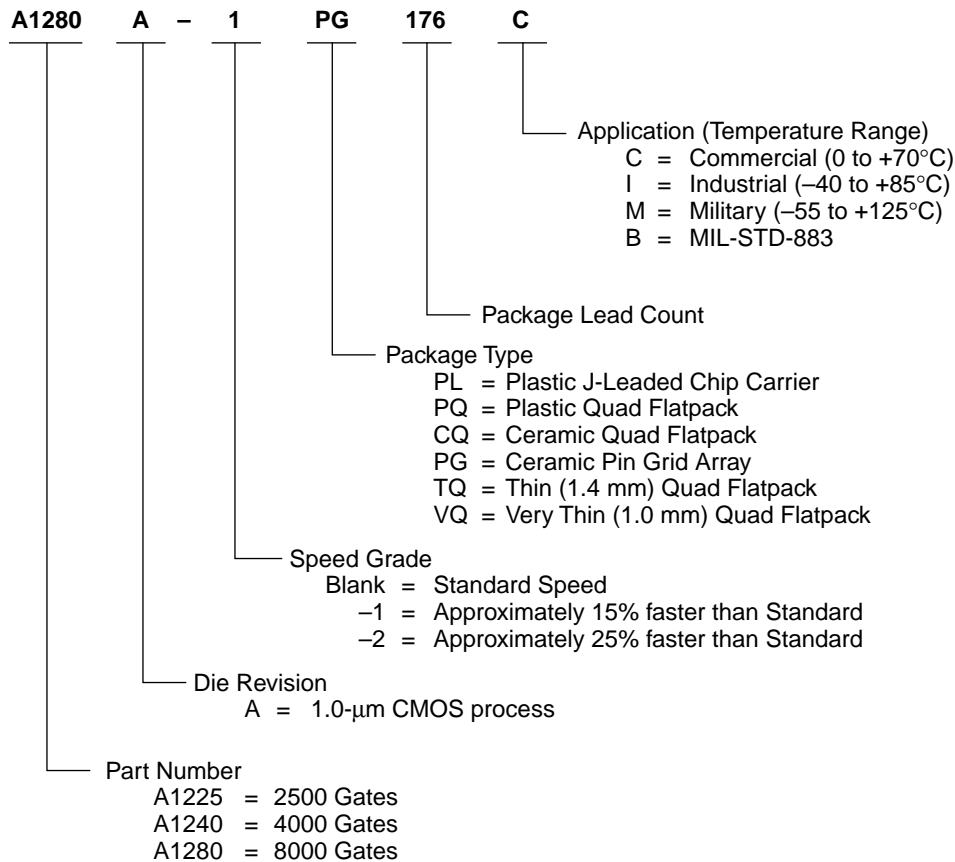 A1280 A – 1 PG 176 C
Application (Temperature Range)
C = Commercial (0 to +70°C)
I = Industrial (–40 to +85°C)
M = Military (–55 to +125°C)
B = MIL-STD-883
Package Lead Count
Package Type
PL = Plastic J-Leaded Chip Carrier
PQ = Plastic Quad Flatpack
CQ = Ceramic Quad Flatpack
PG = Ceramic Pin Grid Array
TQ = Thin (1.4 mm) Quad Flatpack
VQ = Very Thin (1.0 mm) Quad Flatpack
Speed Grade
Blank = Standard Speed
–1 = Approximately 15% faster than Standard
–2 = Approximately 25% faster than Standard
Die Revision
A = 1.0-μm CMOS process
Part Number
A1225 = 2500 Gates
A1240 = 4000 Gates
A1280 = 8000 Gates